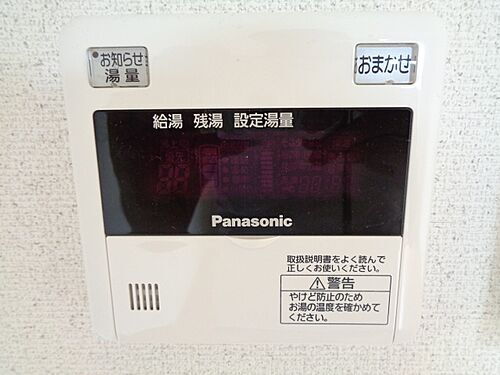 お知らせ
湯量
おまかせ
給湯 残湯 設定湯量
Panasonic
取扱説明書をよく読んで
正しくお使いください。
警告
やけど防止のため
お湯の温度を確かめて
ください。